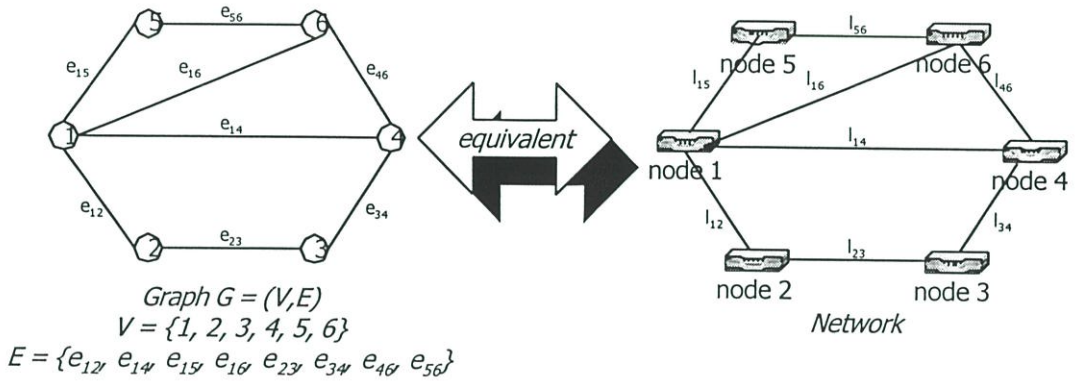 e56
5
6
e15
e16
e46
1
e14
4
e12
e34
2
e23
3
Graph G = (V,E)
V = {1, 2, 3, 4, 5, 6}
E = {e12, e14, e15, e16, e23, e34, e46, e56}
equivalent
l56
node 5
node 6
l15
l16
l46
l14
node 1
node 4
l12
l34
l23
node 2
node 3
Network